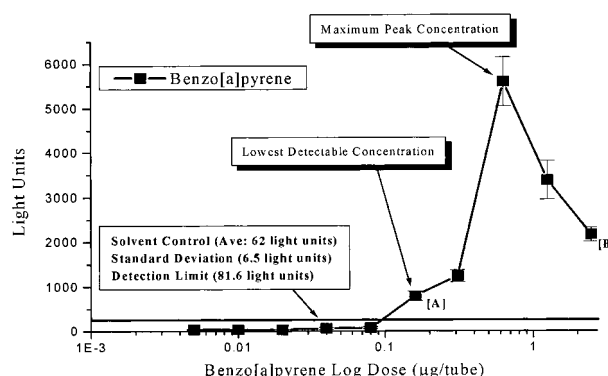 Maximum Peak Concentration
Benzo[a]pyrene
Lowest Detectable Concentration
Solvent Control (Ave: 62 light units)
Standard Deviation (6.5 light units)
Detection Limit (81.6 light units)
[A]
[B]
Light Units
6000
5000
4000
3000
2000
1000
0
1E-3
0.01
0.1
1
Benzo[a]pyrene Log Dose (µg/tube)